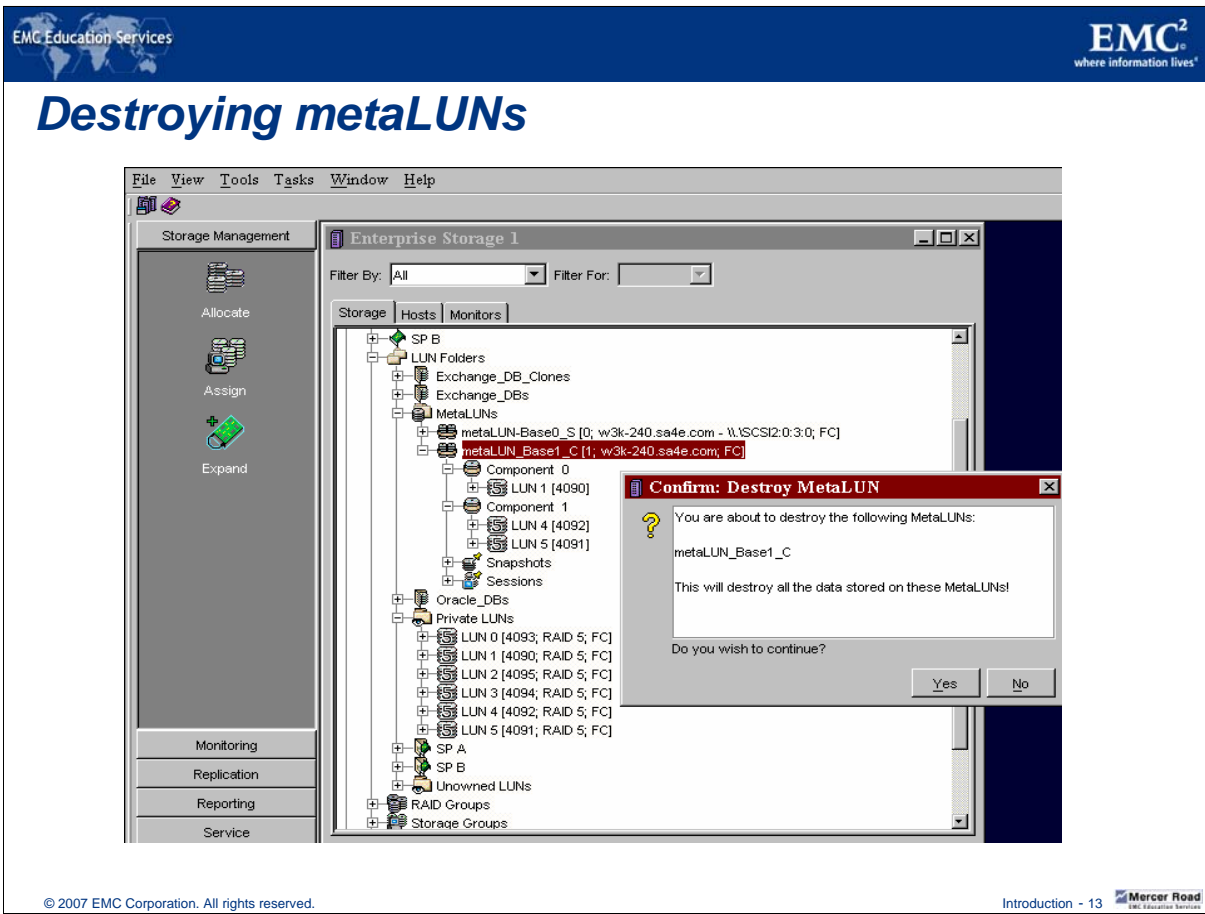 EMC Education Services
EMC²
where information lives®
Destroying metaLUNs
File View Tools Tasks Window Help
Storage Management
Allocate
Assign
Expand
Monitoring
Replication
Reporting
Service
Enterprise Storage 1
Filter By: All Filter For:
Storage Hosts Monitors
SP B
LUN Folders
Exchange_DB_Clones
Exchange_DBs
MetaLUNs
metaLUN-Base0_S [0; w3k-240.sa4e.com - \\.\SCSI2:0:3:0; FC]
metaLUN_Base1_C [1; w3k-240.sa4e.com; FC]
Component 0
LUN 1 [4090]
Component 1
LUN 4 [4092]
LUN 5 [4091]
Snapshots
Sessions
Oracle_DBs
Private LUNs
LUN 0 [4093; RAID 5; FC]
LUN 1 [4090; RAID 5; FC]
LUN 2 [4095; RAID 5; FC]
LUN 3 [4094; RAID 5; FC]
LUN 4 [4092; RAID 5; FC]
LUN 5 [4091; RAID 5; FC]
SP A
SP B
Unowned LUNs
RAID Groups
Storage Groups
Confirm: Destroy MetaLUN
You are about to destroy the following MetaLUNs:
metaLUN_Base1_C
This will destroy all the data stored on these MetaLUNs!
Do you wish to continue?
Yes No
© 2007 EMC Corporation. All rights reserved.
Introduction - 13
Mercer Road
EMC Education Services